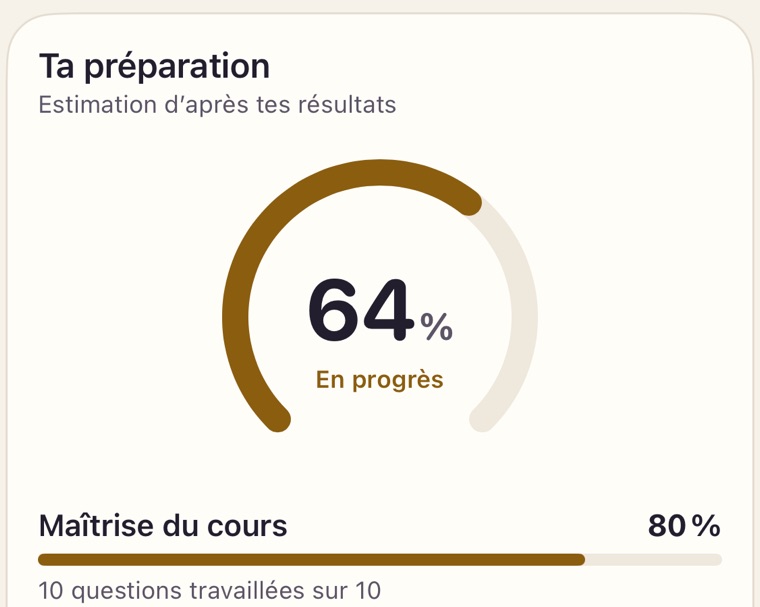 Ta préparation
Estimation d’après tes résultats
64%
En progrès
Maîtrise du cours
80 %
10 questions travaillées sur 10